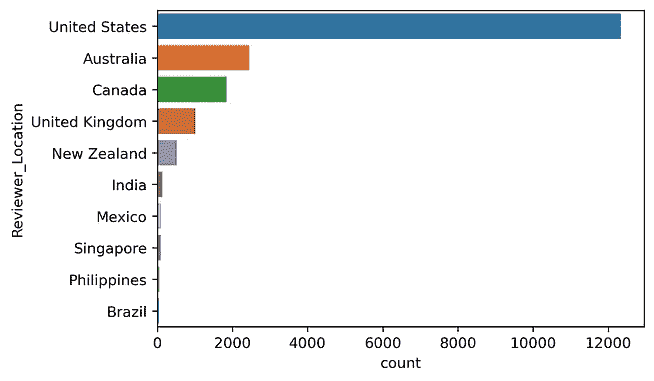 United States
Australia
Canada
United Kingdom
New Zealand
India
Mexico
Singapore
Philippines
Brazil
Reviewer_Location
0 2000 4000 6000 8000 10000 12000
count